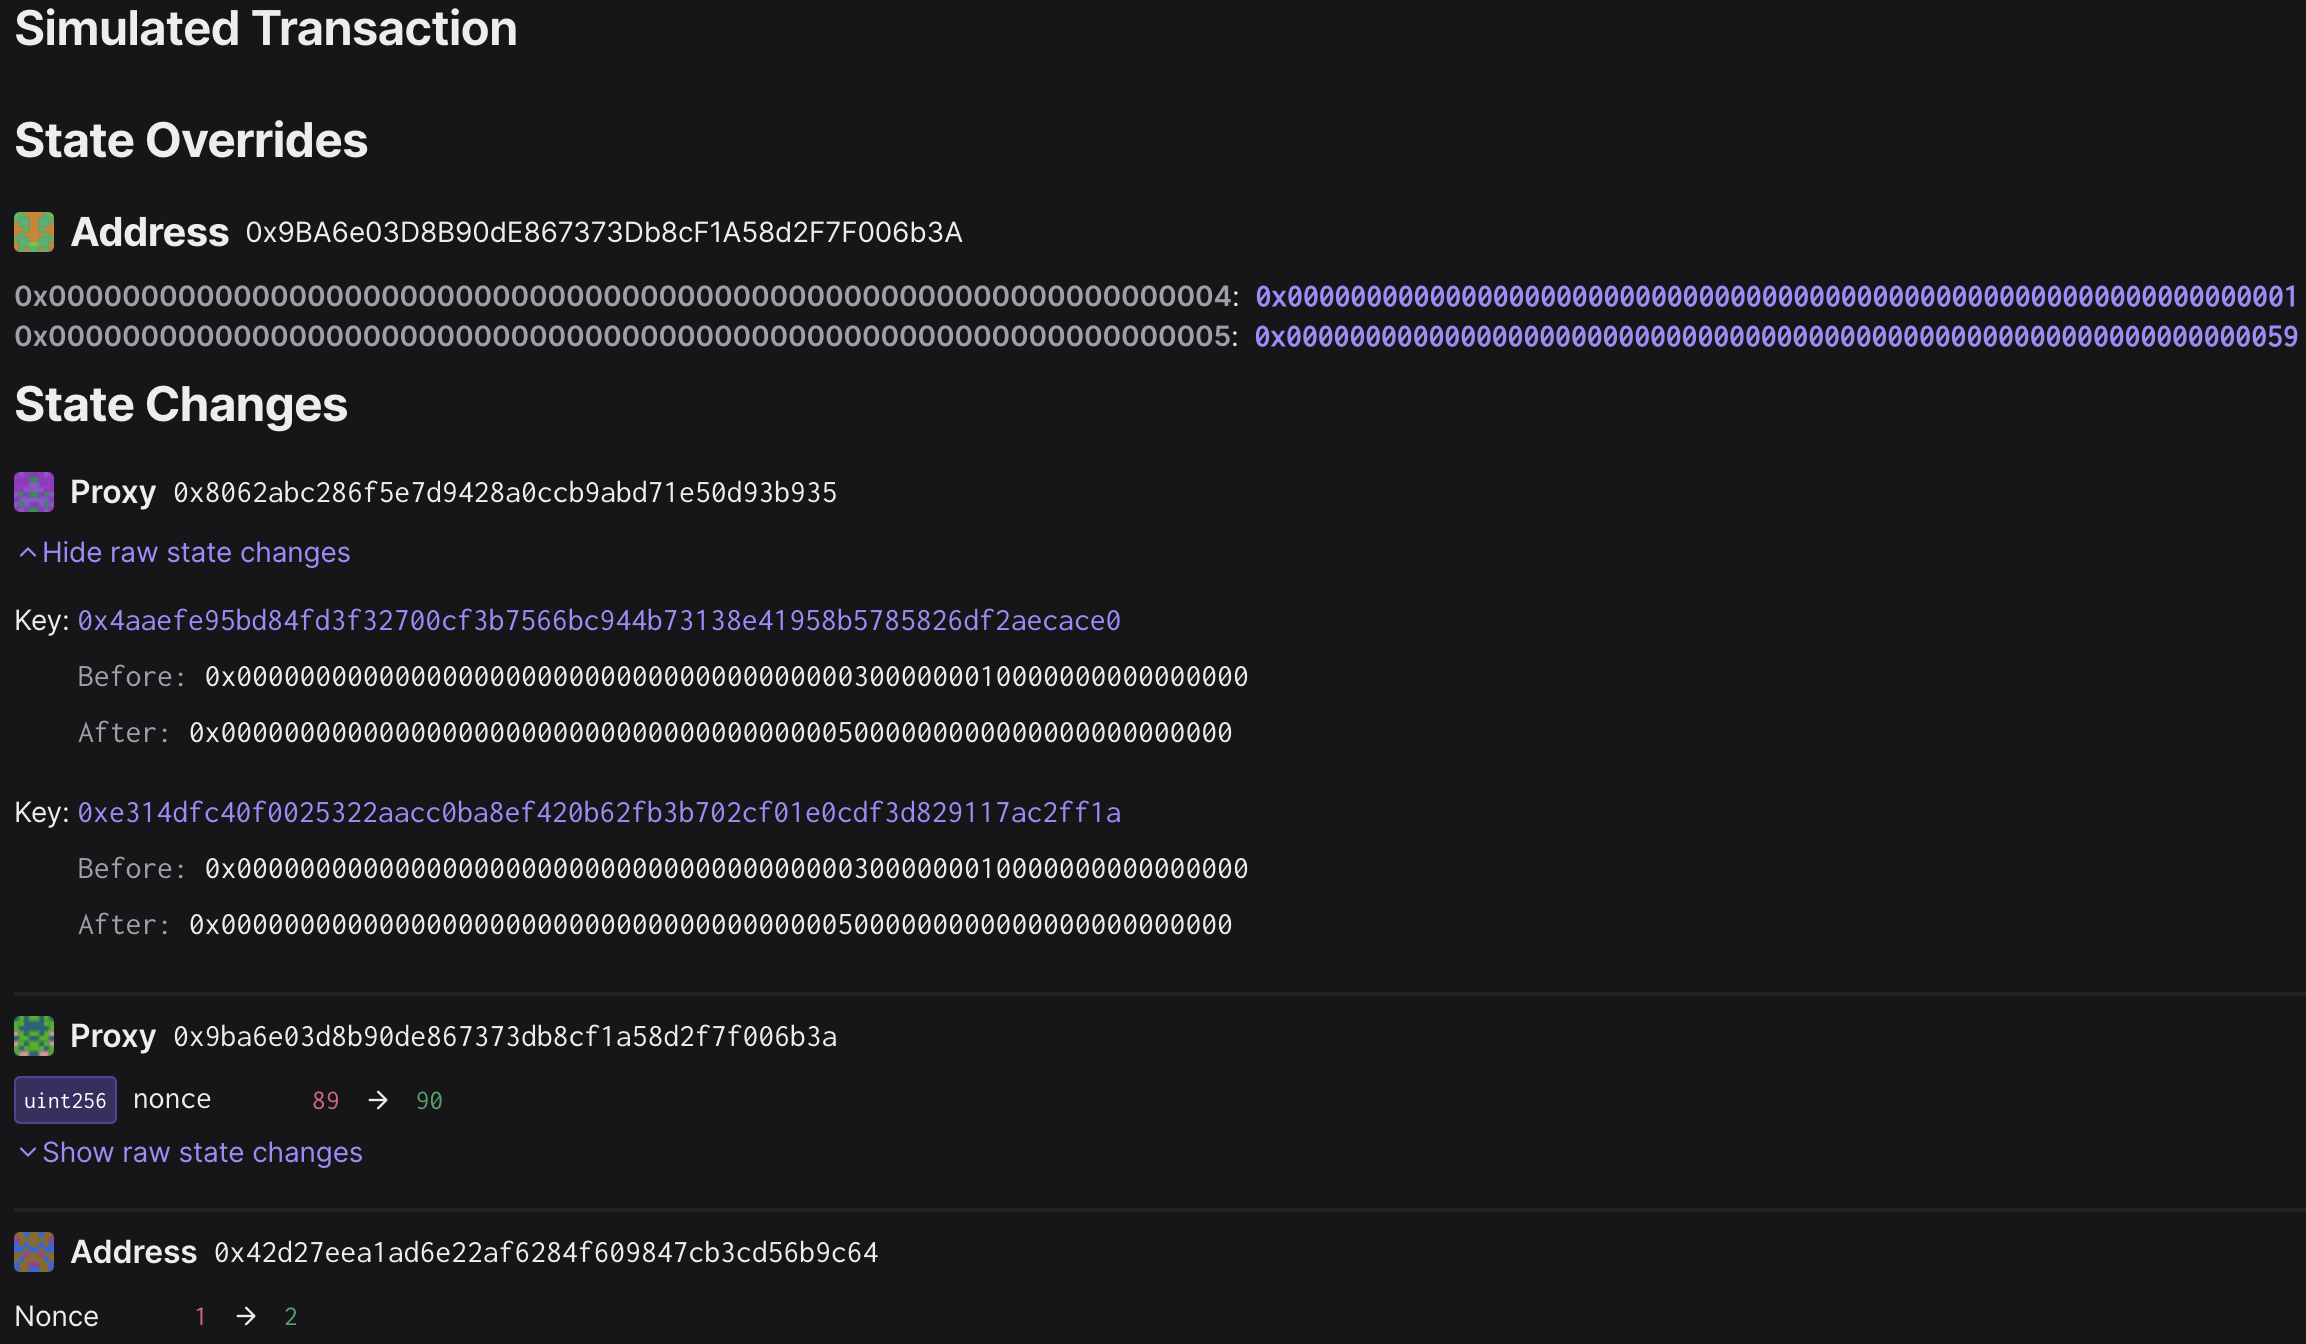 Simulated Transaction
State Overrides
Address 0x9BA6e03D8B90dE867373Db8cF1A58d2F7F006b3A
0x0000000000000000000000000000000000000000000000000000000000000004: 0x0000000000000000000000000000000000000000000000000000000000000001
0x0000000000000000000000000000000000000000000000000000000000000005: 0x0000000000000000000000000000000000000000000000000000000000000059
State Changes
Proxy 0x8062abc286f5e7d9428a0ccb9abd71e50d93b935
Hide raw state changes
Key: 0x4aaefe95bd84fd3f32700cf3b7566bc944b73138e41958b5785826df2aecace0
Before: 0x0000000000000000000000000000000000000003000000010000000000000000
After: 0x0000000000000000000000000000000000000005000000000000000000000000
Key: 0xe314dfc40f0025322aacc0ba8ef420b62fb3b702cf01e0cdf3d829117ac2ff1a
Before: 0x0000000000000000000000000000000000000003000000010000000000000000
After: 0x0000000000000000000000000000000000000005000000000000000000000000
Proxy 0x9ba6e03d8b90de867373db8cf1a58d2f7f006b3a
uint256 nonce 89 → 90
Show raw state changes
Address 0x42d27eea1ad6e22af6284f609847cb3cd56b9c64
Nonce 1 → 2